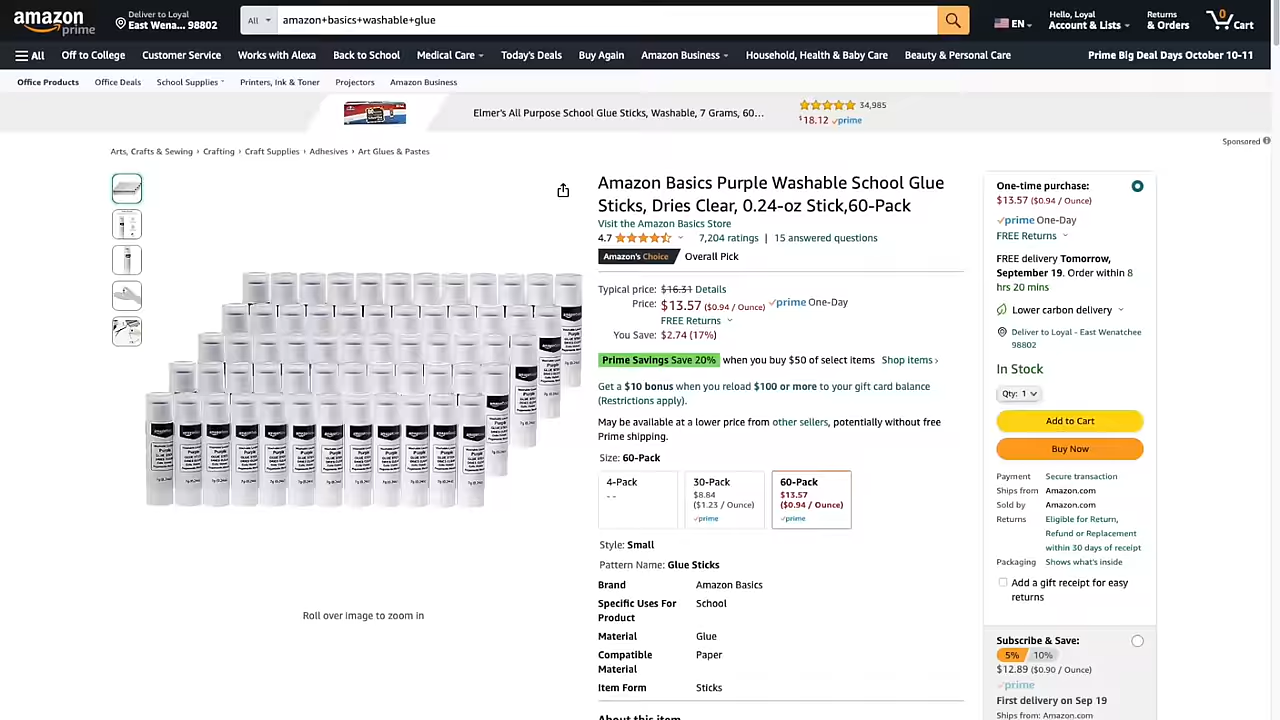 amazon
prime
Deliver to Loyal
East Wena... 98802
All
amazon+basics+washable+glue
EN
Hello, Loyal
Account & Lists
Returns
& Orders
0
Cart
All
Off to College
Customer Service
Works with Alexa
Back to School
Medical Care
Today's Deals
Buy Again
Amazon Business
Household, Health & Baby Care
Beauty & Personal Care
Prime Big Deal Days October 10-11
Office Products
Office Deals
School Supplies
Printers, Ink & Toner
Projectors
Amazon Business
Elmer's All Purpose School Glue Sticks, Washable, 7 Grams, 60...
34,985
$18.12 prime
Sponsored
Arts, Crafts & Sewing › Crafting › Craft Supplies › Adhesives › Art Glues & Pastes
Roll over image to zoom in
Amazon Basics Purple Washable School Glue
Sticks, Dries Clear, 0.24-oz Stick,60-Pack
Visit the Amazon Basics Store
4.7
7,204 ratings | 15 answered questions
Amazon's Choice Overall Pick
Typical price: $16.31 Details
Price: $13.57 ($0.94 / Ounce) prime One-Day
FREE Returns
You Save: $2.74 (17%)
Prime Savings Save 20% when you buy $50 of select items Shop items ›
Get a $10 bonus when you reload $100 or more to your gift card balance
(Restrictions apply).
May be available at a lower price from other sellers, potentially without free
Prime shipping.
Size: 60-Pack
4-Pack
- -
30-Pack
$8.84
($1.23 / Ounce)
prime
60-Pack
$13.57
($0.94 / Ounce)
prime
Style: Small
Pattern Name: Glue Sticks
Brand Amazon Basics
Specific Uses For School
Product
Material Glue
Compatible Paper
Material
Item Form Sticks
About this item
One-time purchase:
$13.57 ($0.94 / Ounce)
prime One-Day
FREE Returns
FREE delivery Tomorrow,
September 19. Order within 8
hrs 20 mins
Lower carbon delivery
Deliver to Loyal - East Wenatchee
98802
In Stock
Qty: 1
Add to Cart
Buy Now
Payment Secure transaction
Ships from Amazon.com
Sold by Amazon.com
Returns Eligible for Return,
Refund or Replacement
within 30 days of receipt
Packaging Shows what's inside
Add a gift receipt for easy
returns
Subscribe & Save:
5% 10%
$12.89 ($0.90 / Ounce)
prime
First delivery on Sep 19
Ships from: Amazon.com